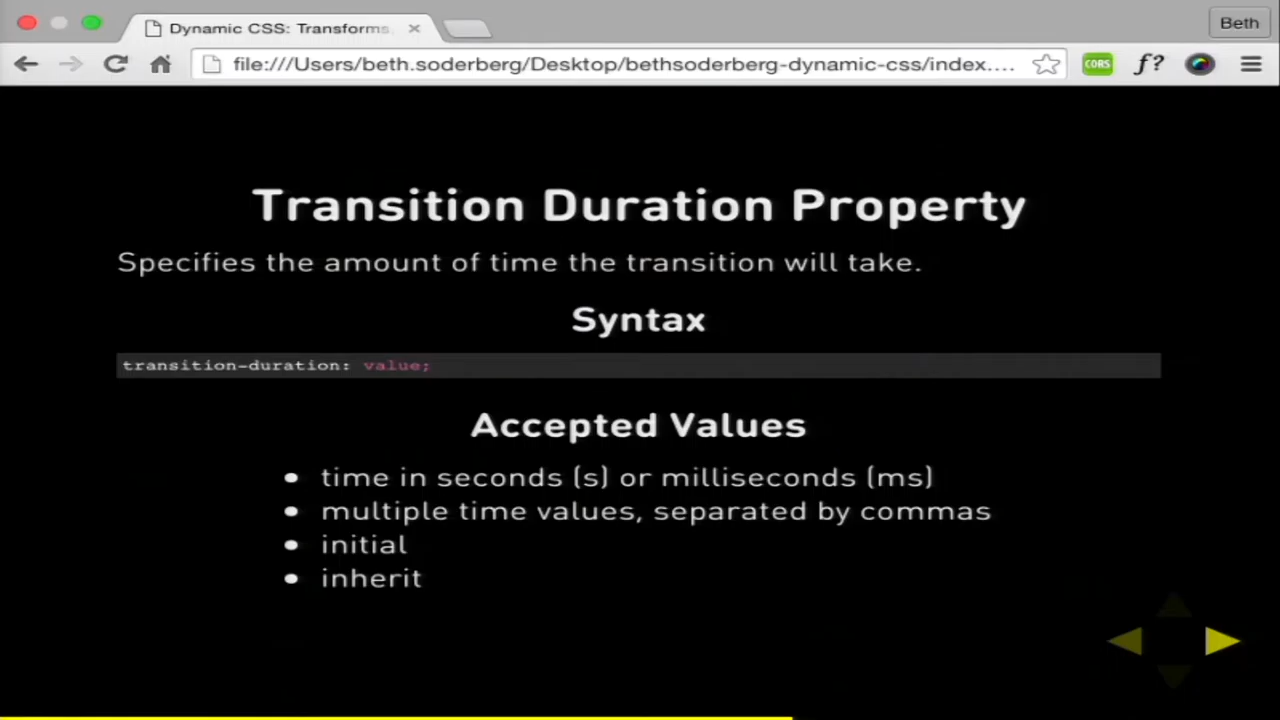 Dynamic CSS: Transforms,
Beth
file:///Users/beth.soderberg/Desktop/bethsoderberg-dynamic-css/index....
CORS
f?
Transition Duration Property
Specifies the amount of time the transition will take.
Syntax
transition-duration: value;
Accepted Values
• time in seconds (s) or milliseconds (ms)
• multiple time values, separated by commas
• initial
• inherit